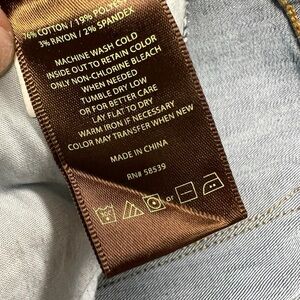 76% COTTON / 19% POLYES
3% RAYON / 2% SPANDEX
MACHINE WASH COLD
INSIDE OUT TO RETAIN COLOR
ONLY NON-CHLORINE BLEACH
WHEN NEEDED
TUMBLE DRY LOW
OR FOR BETTER CARE
LAY FLAT TO DRY
WARM IRON IF NECESSARY
COLOR MAY TRANSFER WHEN NEW
MADE IN CHINA
RN# 58539
or